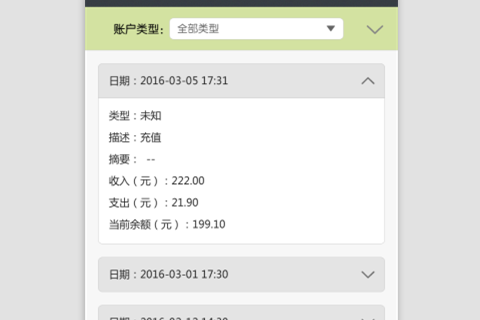 账户类型: 全部类型
日期：2016-03-05 17:31
类型：未知
描述：充值
摘要： --
收入（元）：222.00
支出（元）：21.90
当前余额（元）：199.10
日期：2016-03-01 17:30